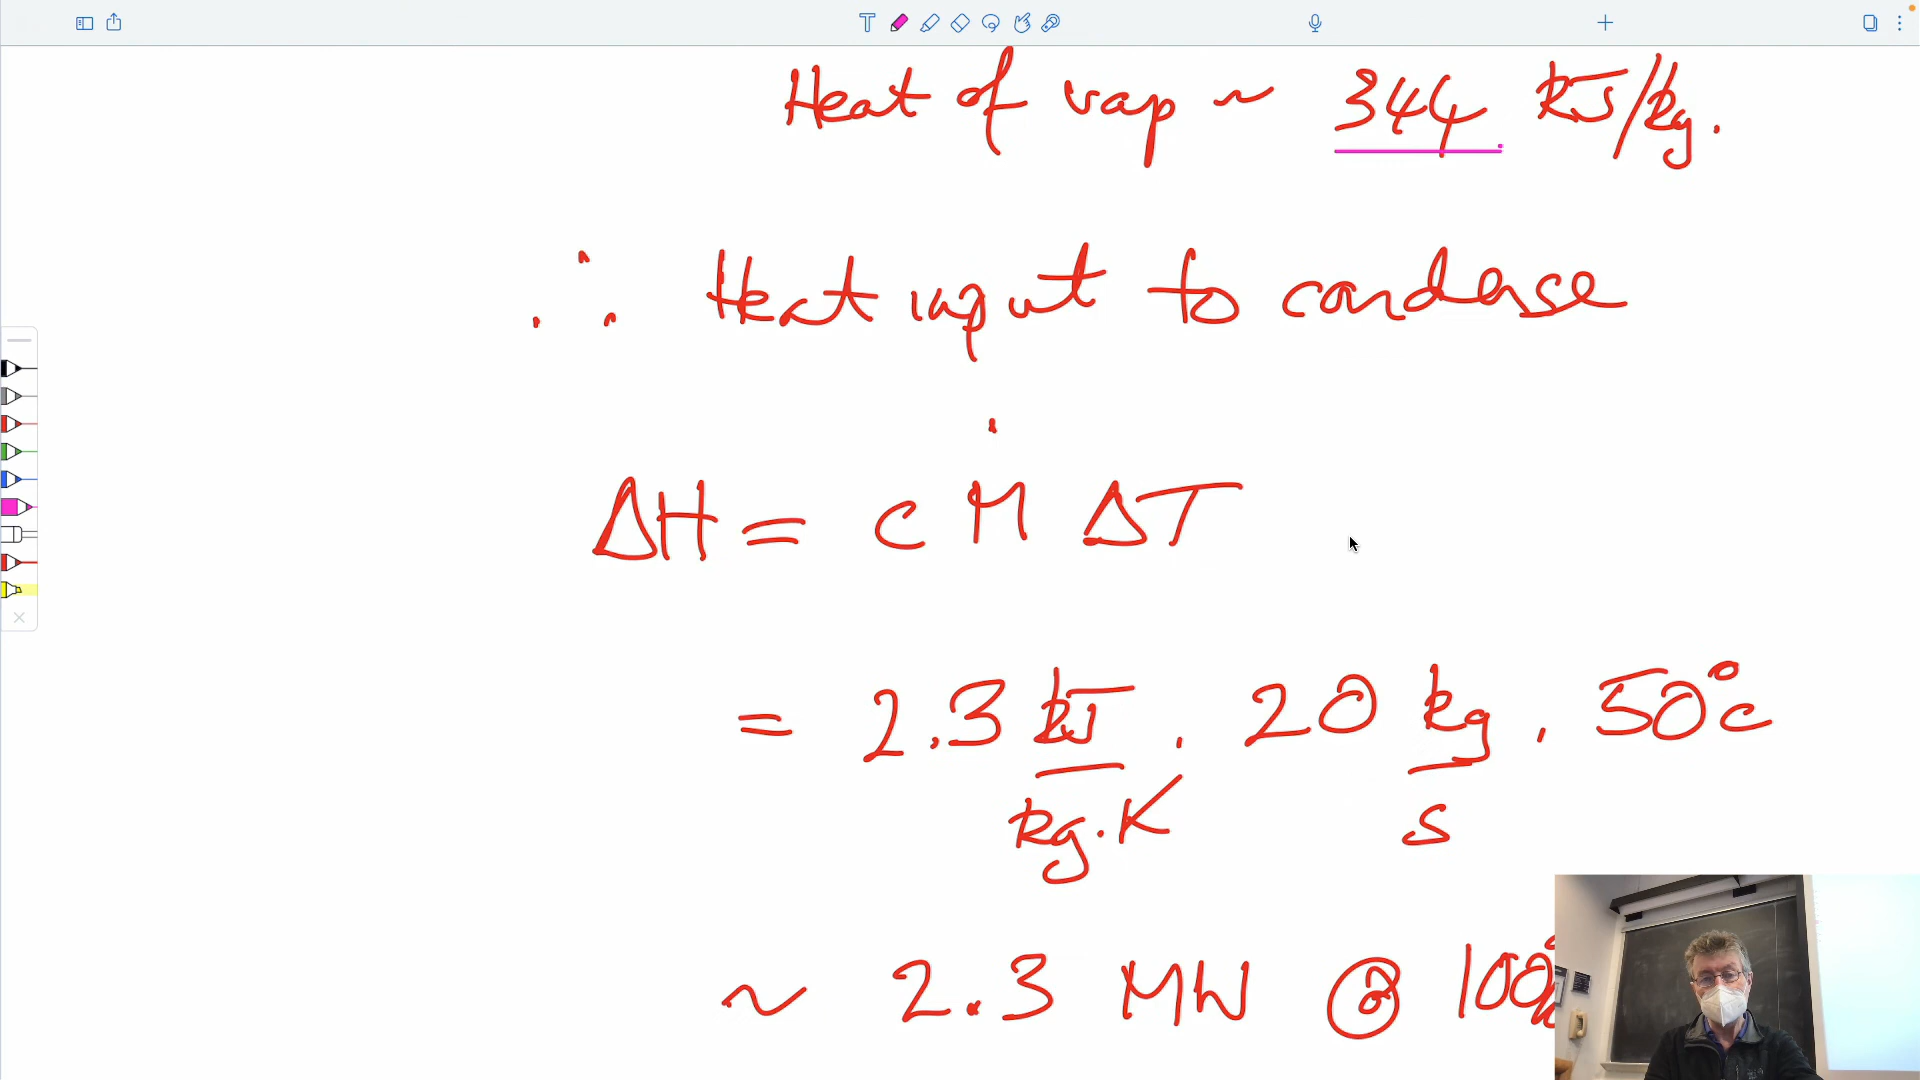 Heat of vap ~ 344 kJ/kg.
∴ Heat input to condense
ΔH = c Ṁ ΔT
= 2.3 kJ/kg.K . 20 kg/s . 50°C
~ 2.3 MW @ 100%